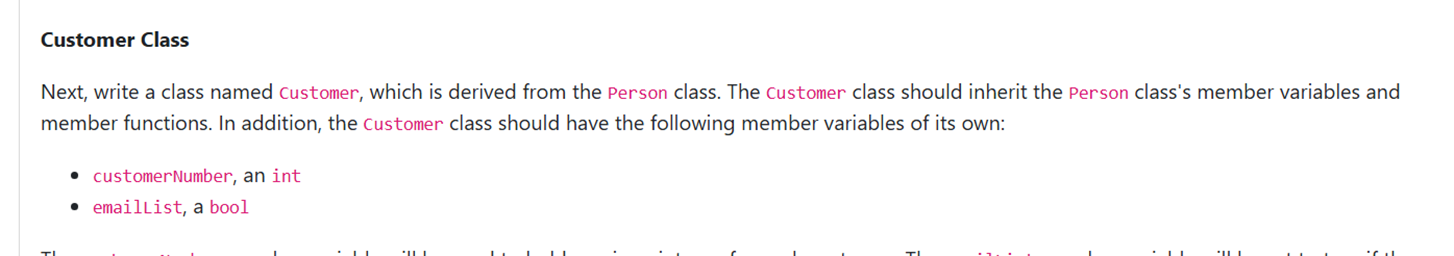 Customer Class
Next, write a class named Customer, which is derived from the Person class. The Customer class should inherit the Person class's member variables and
member functions. In addition, the Customer class should have the following member variables of its own:
• customerNumber, an int
• emailList, a bool